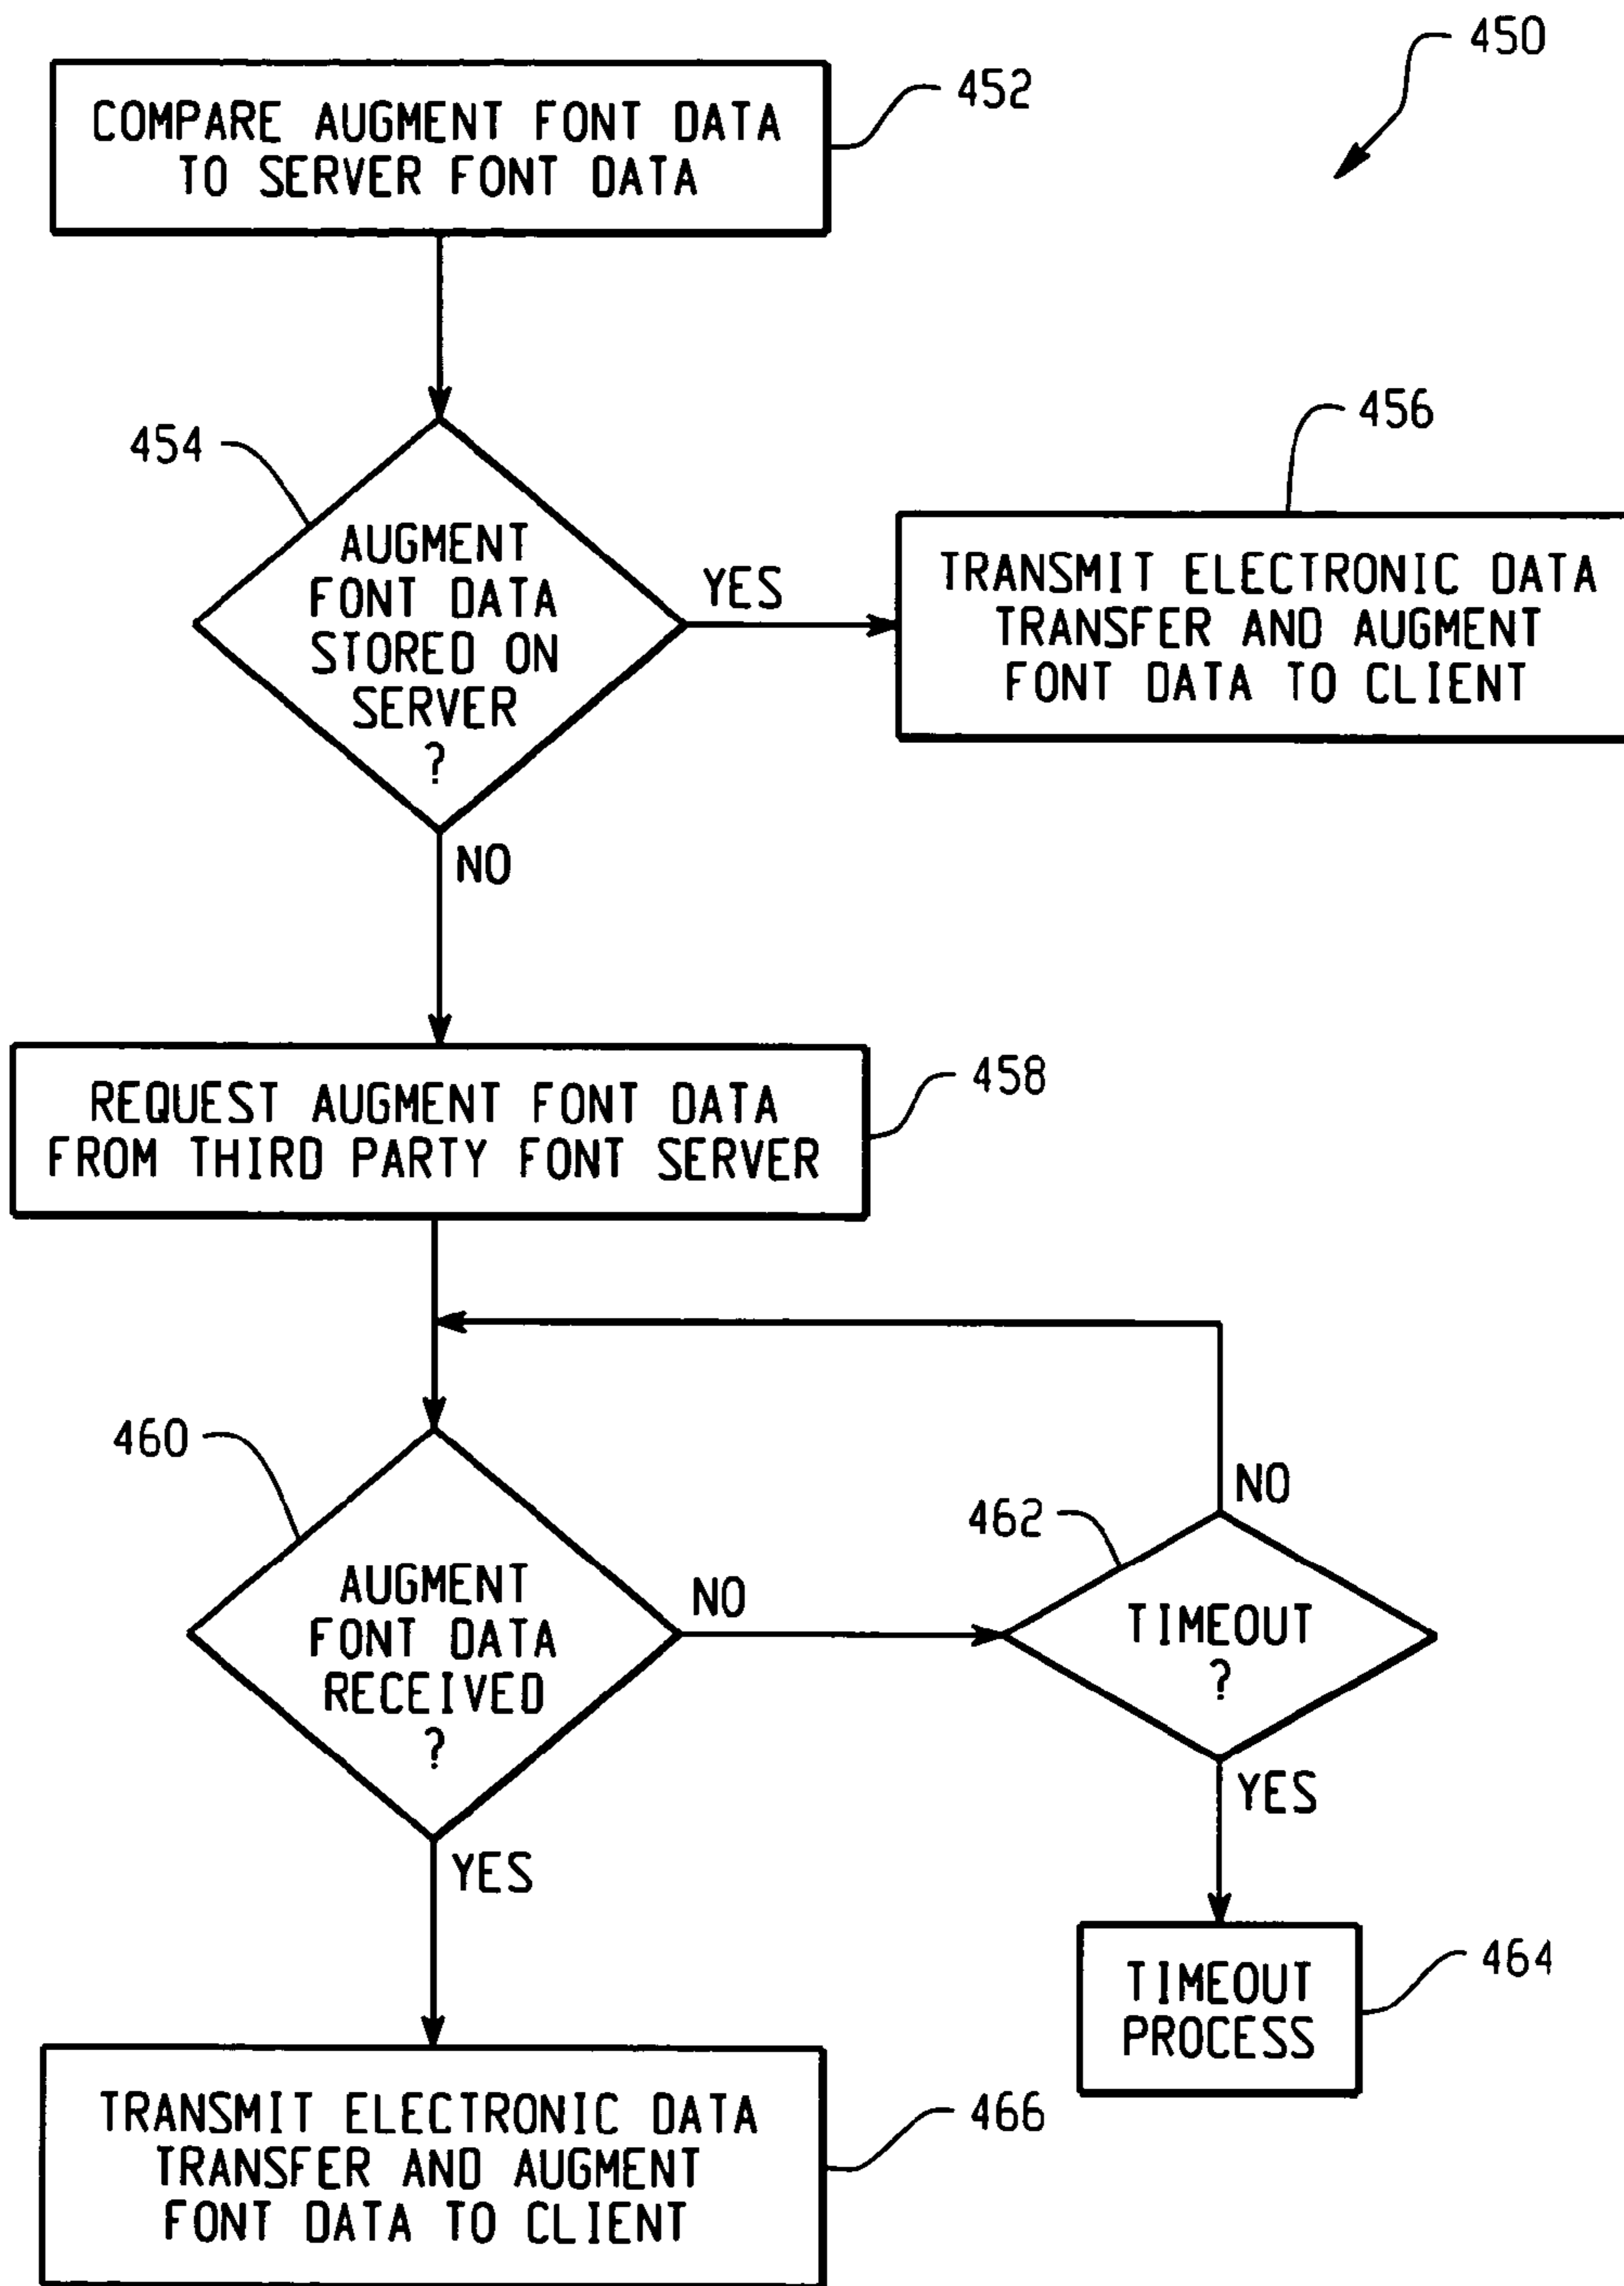 450
COMPARE AUGMENT FONT DATA
TO SERVER FONT DATA
452
454
AUGMENT
FONT DATA
STORED ON
SERVER
?
YES
456
TRANSMIT ELECTRONIC DATA
TRANSFER AND AUGMENT
FONT DATA TO CLIENT
NO
REQUEST AUGMENT FONT DATA
FROM THIRD PARTY FONT SERVER
458
460
AUGMENT
FONT DATA
RECEIVED
?
NO
462
TIMEOUT
?
NO
YES
TIMEOUT
PROCESS
464
YES
TRANSMIT ELECTRONIC DATA
TRANSFER AND AUGMENT
FONT DATA TO CLIENT
466